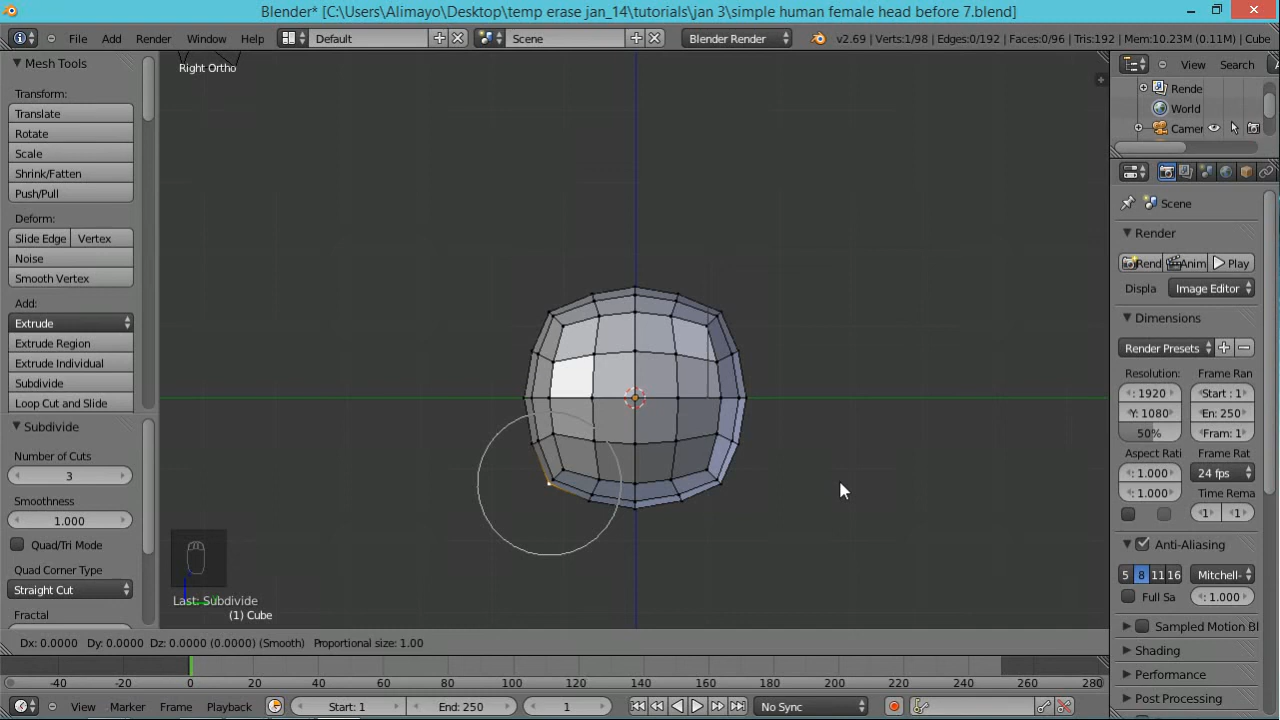 Blender* [C:\Users\Alimayo\Desktop\temp erase jan_14\tutorials\jan 3\simple human female head before 7.blend]
File Add Render Window Help Default Scene Blender Render v2.69 | Verts:1/98 | Edges:0/192 | Faces:0/96 | Tris:192 | Mem:10.23M (0.11M) | Cube
Mesh Tools
Transform:
Translate
Rotate
Scale
Shrink/Fatten
Push/Pull
Deform:
Slide Edge Vertex
Noise
Smooth Vertex
Add:
Extrude
Extrude Region
Extrude Individual
Subdivide
Loop Cut and Slide
Subdivide
Number of Cuts
3
Smoothness
1.000
Quad/Tri Mode
Quad Corner Type
Straight Cut
Fractal
Right Ortho
Last: Subdivide
(1) Cube
Dx: 0.0000 Dy: 0.0000 Dz: 0.0000 (0.0000) (Smooth) Proportional size: 1.00
-40 -20 0 20 40 60 80 100 120 140 160 180 200 220 240 260 280
View Marker Frame Playback Start: 1 End: 250 1 No Sync
View Search
Rende
World
Camer
Scene
Render
Rend Anim Play
Displa Image Editor
Dimensions
Render Presets
Resolution: Frame Ran
: 1920 Start : 1
Y: 1080 En: 250
50% Fram: 1
Aspect Rati Frame Rat
: 1.000 24 fps
: 1.000 Time Rema
1 1
Anti-Aliasing
5 8 11 16 Mitchell-
Full Sa : 1.000
Sampled Motion Bl
Shading
Performance
Post Processing